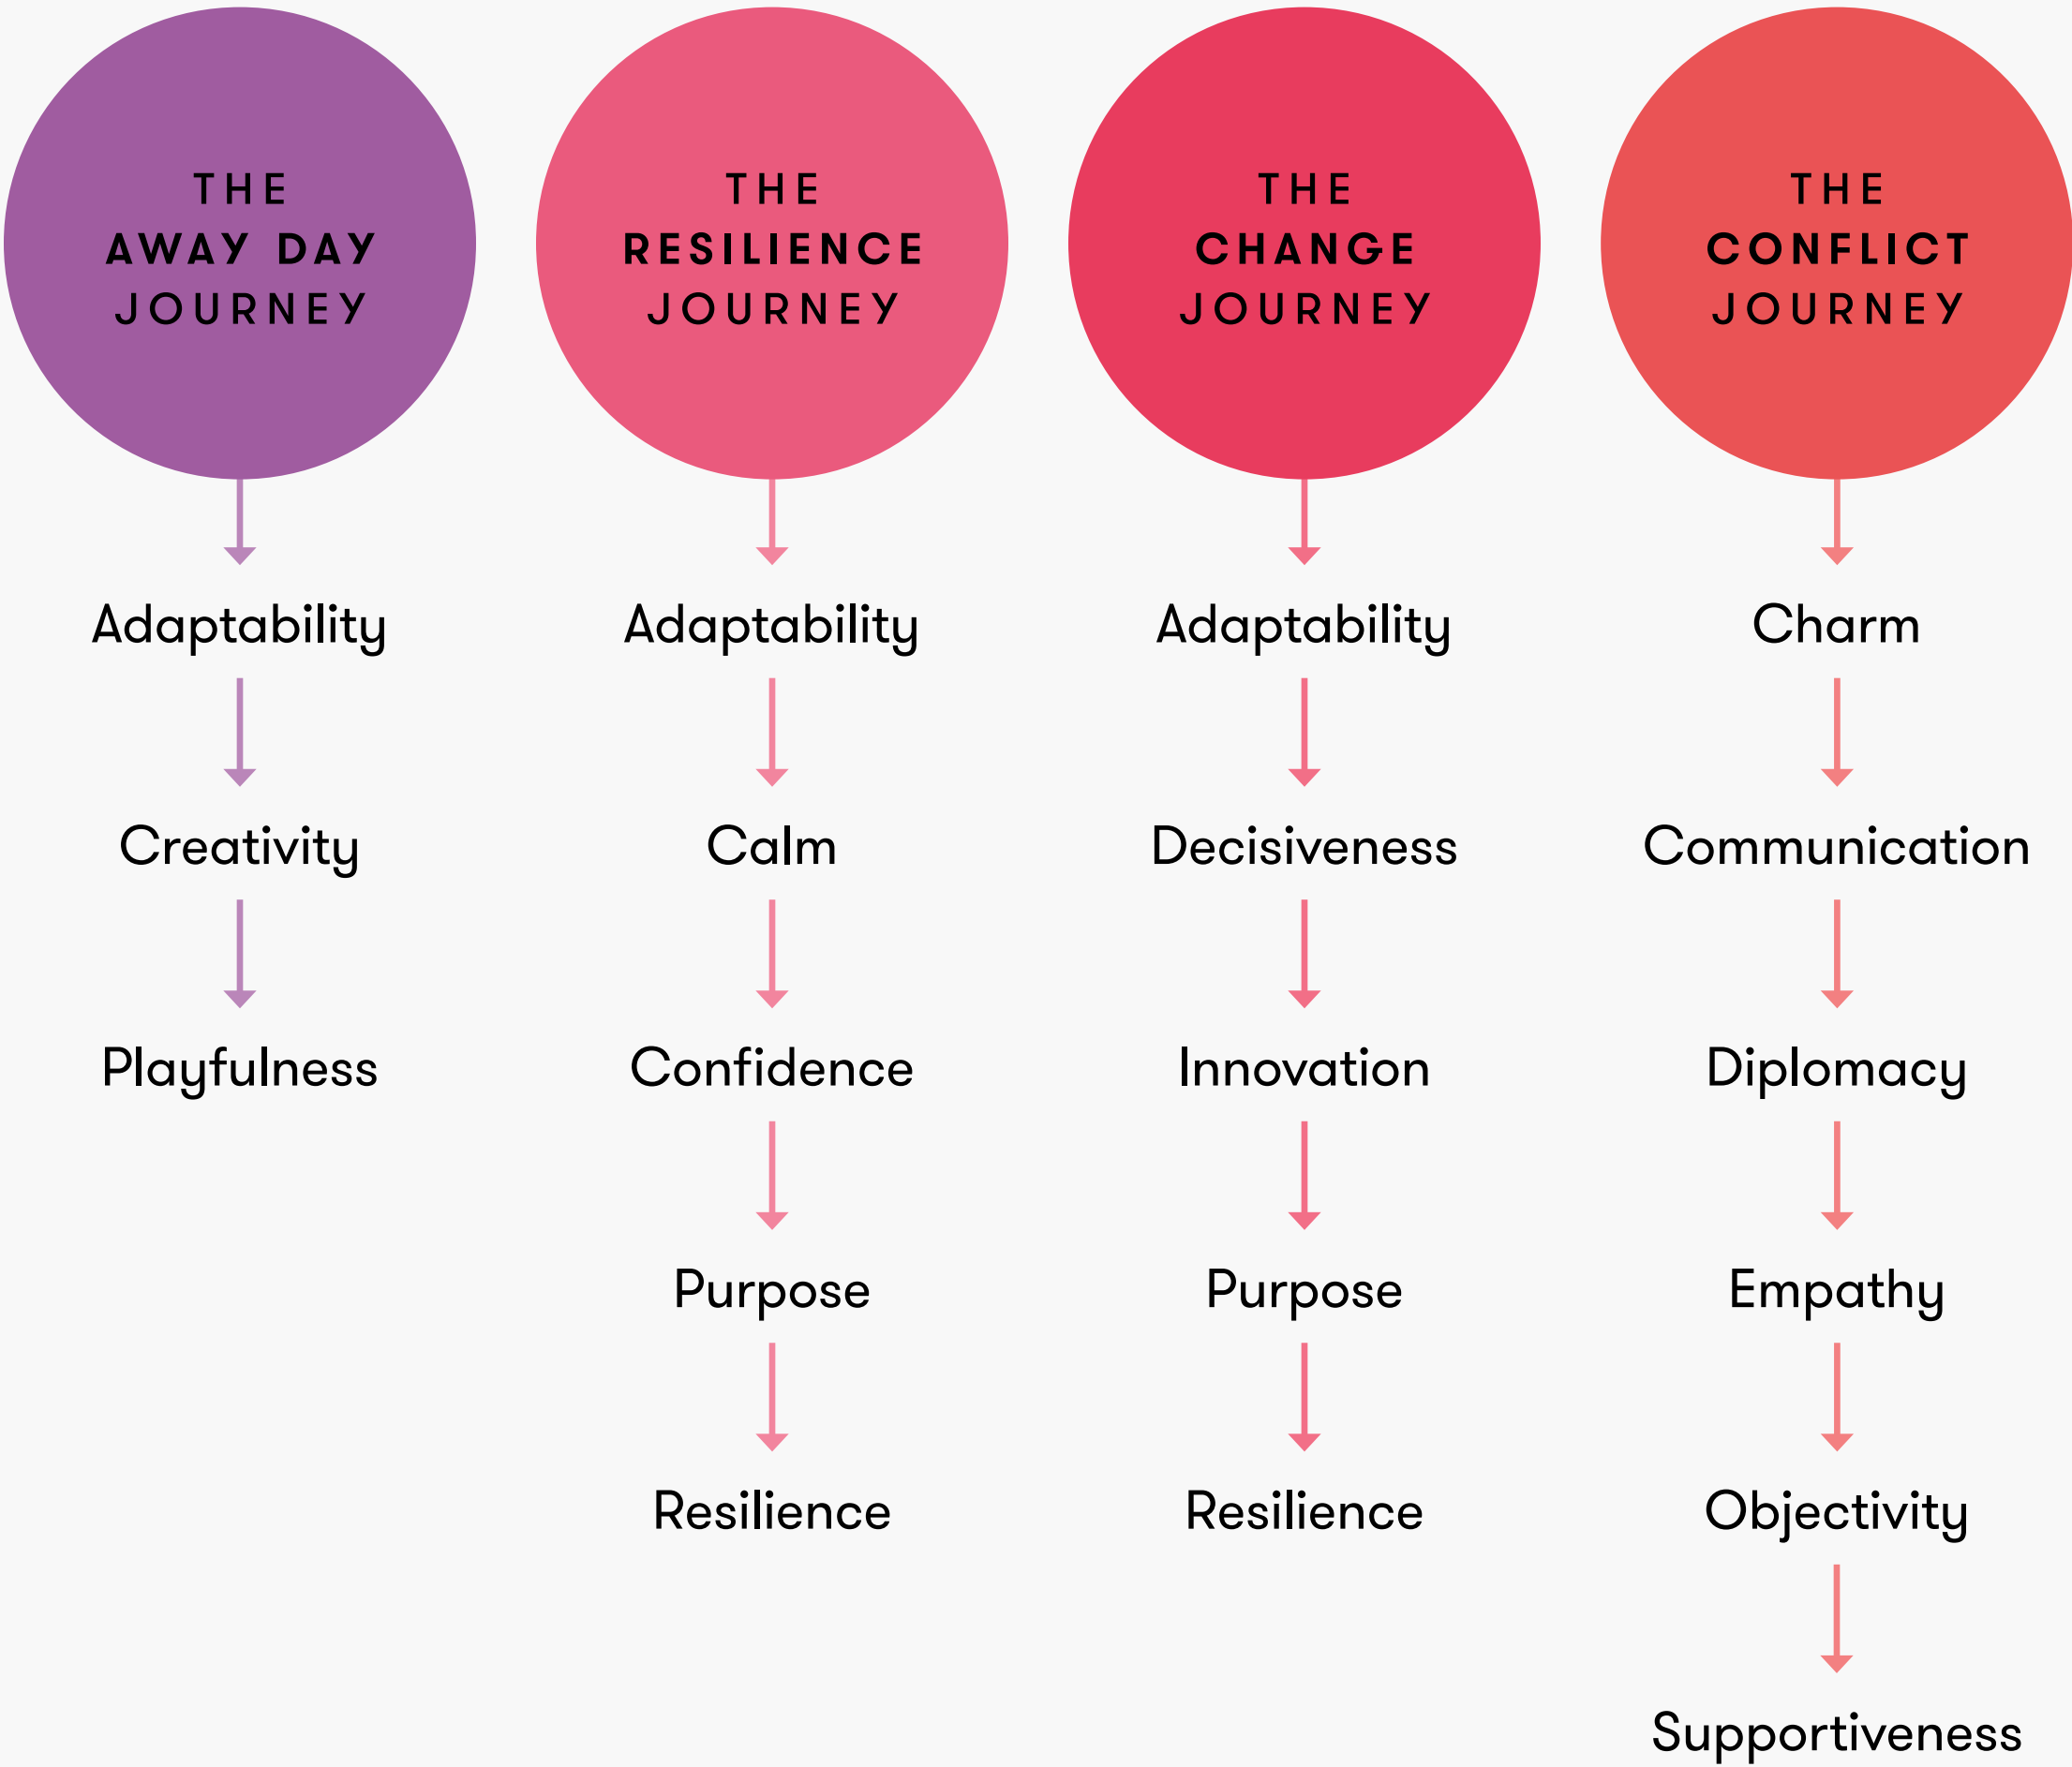 THE
AWAY DAY
JOURNEY
Adaptability
Creativity
Playfulness
THE
RESILIENCE
JOURNEY
Adaptability
Calm
Confidence
Purpose
Resilience
THE
CHANGE
JOURNEY
Adaptability
Decisiveness
Innovation
Purpose
Resilience
THE
CONFLICT
JOURNEY
Charm
Communication
Diplomacy
Empathy
Objectivity
Supportiveness